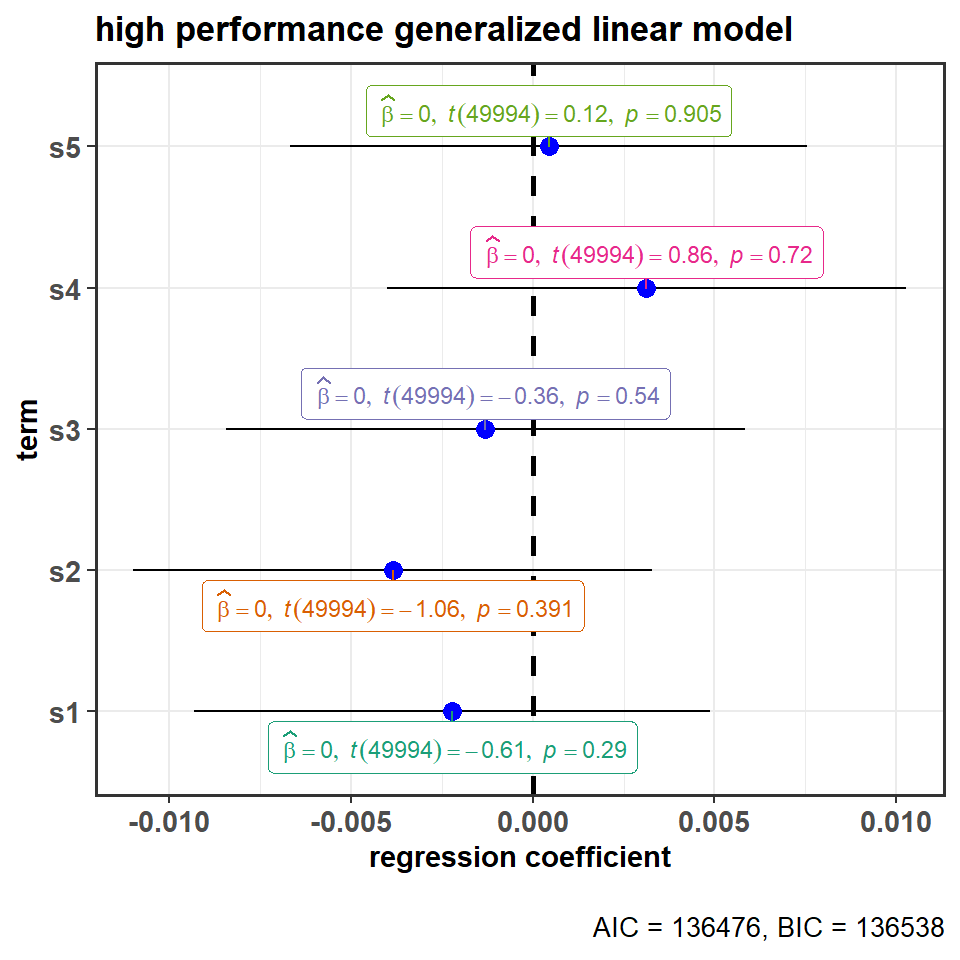 high performance generalized linear model
term
s5
β̂ = 0, t(49994) = 0.12, p = 0.905
s4
β̂ = 0, t(49994) = 0.86, p = 0.72
s3
β̂ = 0, t(49994) = −0.36, p = 0.54
s2
β̂ = 0, t(49994) = −1.06, p = 0.391
s1
β̂ = 0, t(49994) = −0.61, p = 0.29
-0.010 -0.005 0.000 0.005 0.010
regression coefficient
AIC = 136476, BIC = 136538